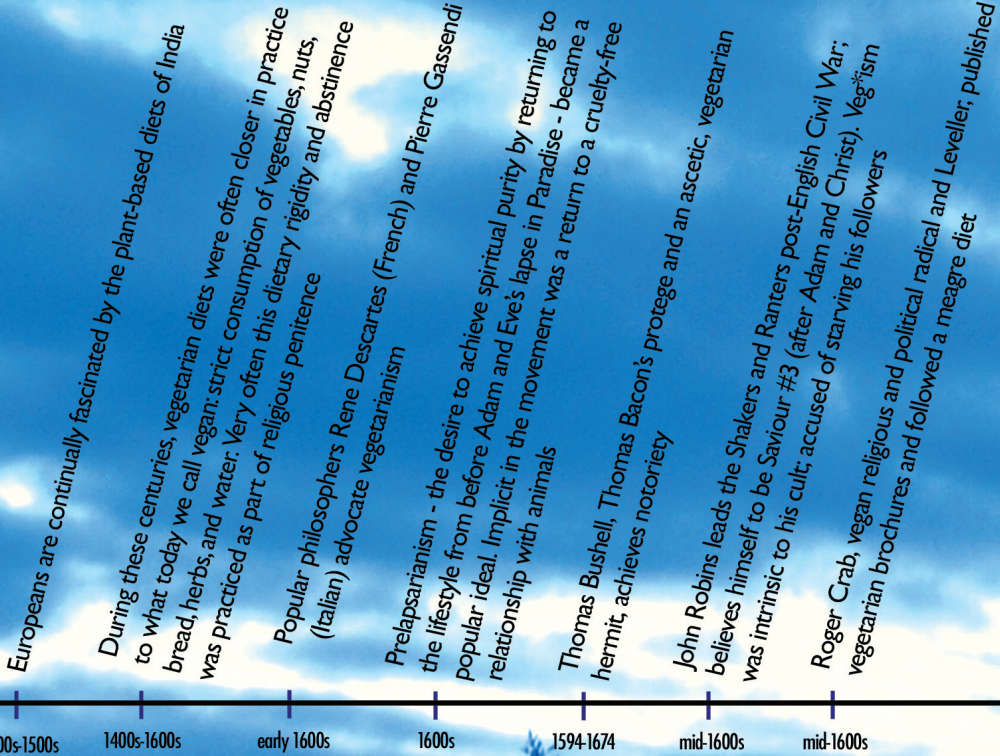 Europeans are continually fascinated by the plant-based diets of India
During these centuries, vegetarian diets were often closer in practice
to what today we call vegan: strict consumption of vegetables, nuts,
bread, herbs, and water. Very often this dietary rigidity and abstinence
was practiced as part of religious penitence
Popular philosophers Rene Descartes (French) and Pierre Gassendi
(Italian) advocate vegetarianism
Prelapsarianism - the desire to achieve spiritual purity by returning to
the lifestyle from before Adam and Eve's lapse in Paradise - became a
popular ideal. Implicit in the movement was a return to a cruelty-free
relationship with animals
Thomas Bushell, Thomas Bacon's protege and an ascetic, vegetarian
hermit, achieves notoriety
John Robins leads the Shakers and Ranters post-English Civil War;
believes himself to be Saviour #3 (after Adam and Christ). Veg*ism
was intrinsic to his cult; accused of starving his followers
Roger Crab, vegan religious and political radical and Leveller, published
vegetarian brochures and followed a meagre diet
00s-1500s
1400s-1600s
early 1600s
1600s
1594-1674
mid-1600s
mid-1600s